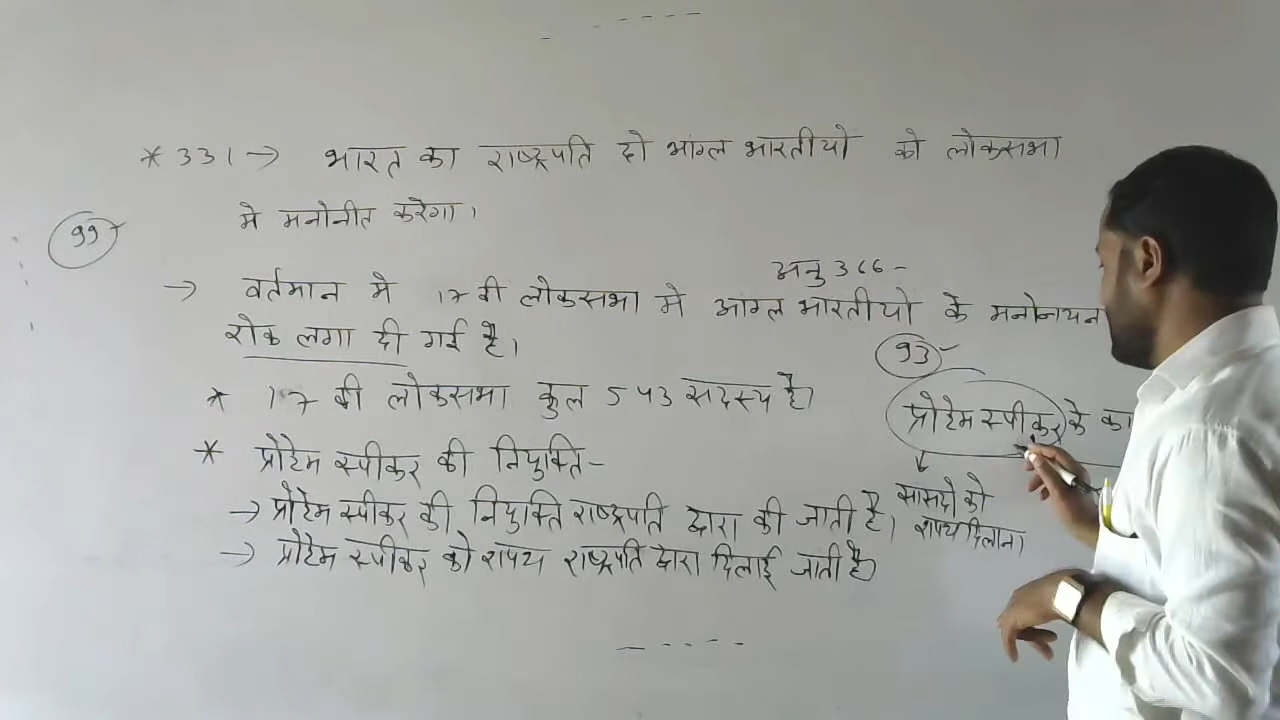 * 331 → भारत का राष्ट्रपति दो आंग्ल भारतीयो को लोकसभा
मे मनोनीत करेगा।
99
अनु 366 -
→ वर्तमान मे 17 वी लोकसभा मे आंग्ल भारतीयो के मनोनयन
रोक लगा दी गई है।
93 -
* 17 वी लोकसभा कुल 543 सदस्य है।
प्रोटेम स्पीकर के का
* प्रोटेम स्पीकर की नियुक्ति -
→ प्रोटेम स्पीकर की नियुक्ति राष्ट्रपति द्वारा की जाती है।
सासदो को
शपथ दिलाना
→ प्रोटेम स्पीकर को शपथ राष्ट्रपति द्वारा दिलाई जाती है।